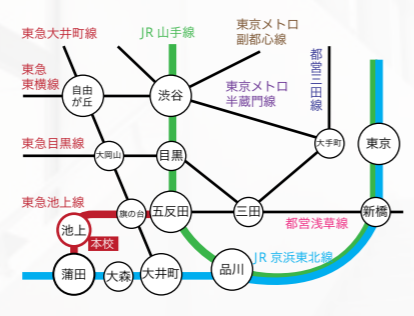 東急大井町線
JR 山手線
東京メトロ
副都心線
東急
東横線
都営三田線
自由
が丘
渋谷
東京メトロ
半蔵門線
東急目黒線
大岡山
目黒
大手町
東京
東急池上線
旗の台
五反田
三田
新橋
池上
都営浅草線
本校
JR 京浜東北線
蒲田
大森
大井町
品川